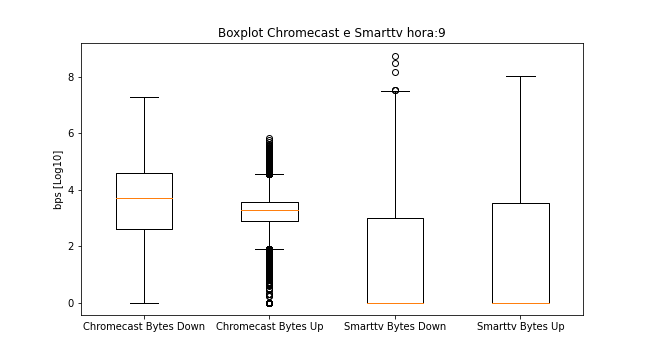 Boxplot Chromecast e Smarttv hora:9
bps [Log10]
8
6
4
2
0
Chromecast Bytes Down Chromecast Bytes Up Smarttv Bytes Down Smarttv Bytes Up